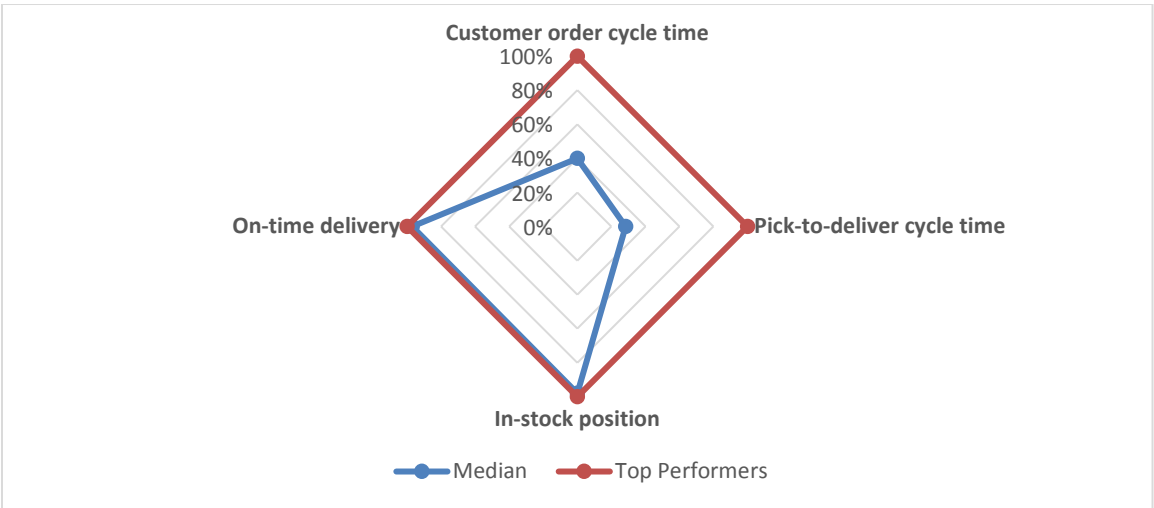 Customer order cycle time
100%
80%
60%
40%
20%
0%
On-time delivery
Pick-to-deliver cycle time
In-stock position
Median
Top Performers